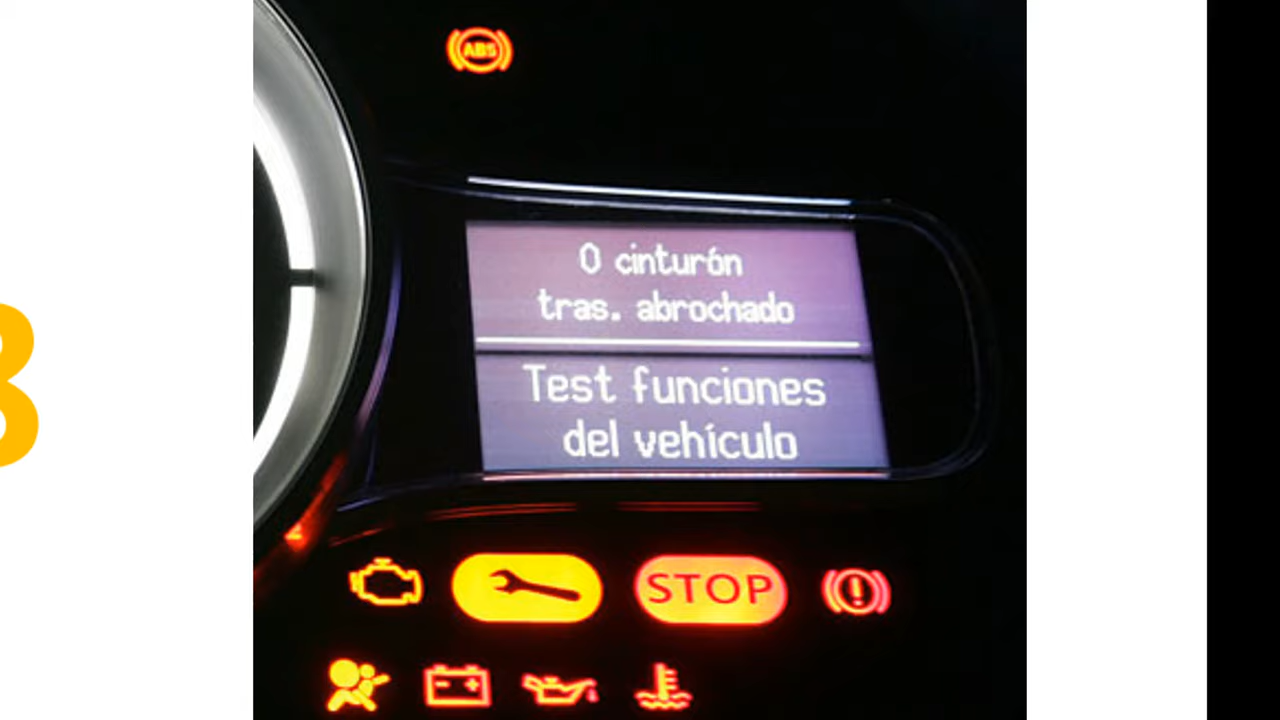 ABS
0 cinturón
tras. abrochado
Test funciones
del vehículo
STOP